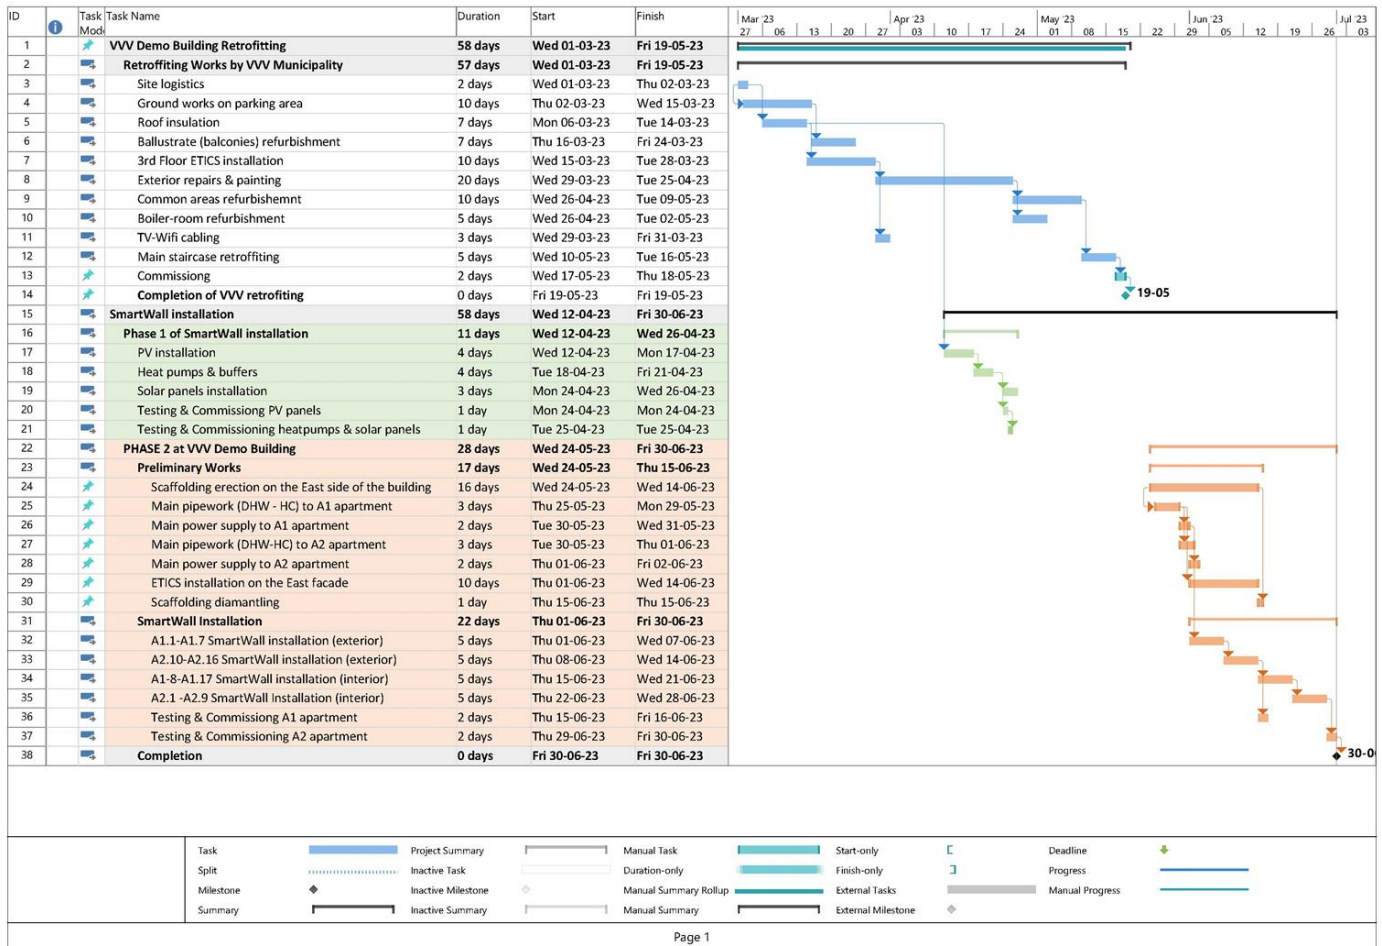 ID Task Mode Task Name Duration Start Finish Mar '23 Apr '23 May '23 Jun '23 Jul '23
27 06 13 20 27 03 10 17 24 01 08 15 22 29 05 12 19 26 03
1 VVV Demo Building Retrofitting 58 days Wed 01-03-23 Fri 19-05-23
2 Retroffiting Works by VVV Municipality 57 days Wed 01-03-23 Fri 19-05-23
3 Site logistics 2 days Wed 01-03-23 Thu 02-03-23
4 Ground works on parking area 10 days Thu 02-03-23 Wed 15-03-23
5 Roof insulation 7 days Mon 06-03-23 Tue 14-03-23
6 Ballustrate (balconies) refurbishment 7 days Thu 16-03-23 Fri 24-03-23
7 3rd Floor ETICS installation 10 days Wed 15-03-23 Tue 28-03-23
8 Exterior repairs & painting 20 days Wed 29-03-23 Tue 25-04-23
9 Common areas refurbishemnt 10 days Wed 26-04-23 Tue 09-05-23
10 Boiler-room refurbishment 5 days Wed 26-04-23 Tue 02-05-23
11 TV-Wifi cabling 3 days Wed 29-03-23 Fri 31-03-23
12 Main staircase retroffiting 5 days Wed 10-05-23 Tue 16-05-23
13 Commissiong 2 days Wed 17-05-23 Thu 18-05-23
14 Completion of VVV retrofiting 0 days Fri 19-05-23 Fri 19-05-23 19-05
15 SmartWall installation 58 days Wed 12-04-23 Fri 30-06-23
16 Phase 1 of SmartWall installation 11 days Wed 12-04-23 Wed 26-04-23
17 PV installation 4 days Wed 12-04-23 Mon 17-04-23
18 Heat pumps & buffers 4 days Tue 18-04-23 Fri 21-04-23
19 Solar panels installation 3 days Mon 24-04-23 Wed 26-04-23
20 Testing & Commissiong PV panels 1 day Mon 24-04-23 Mon 24-04-23
21 Testing & Commissioning heatpumps & solar panels 1 day Tue 25-04-23 Tue 25-04-23
22 PHASE 2 at VVV Demo Building 28 days Wed 24-05-23 Fri 30-06-23
23 Preliminary Works 17 days Wed 24-05-23 Thu 15-06-23
24 Scaffolding erection on the East side of the building 16 days Wed 24-05-23 Wed 14-06-23
25 Main pipework (DHW - HC) to A1 apartment 3 days Thu 25-05-23 Mon 29-05-23
26 Main power supply to A1 apartment 2 days Tue 30-05-23 Wed 31-05-23
27 Main pipework (DHW-HC) to A2 apartment 3 days Tue 30-05-23 Thu 01-06-23
28 Main power supply to A2 apartment 2 days Thu 01-06-23 Fri 02-06-23
29 ETICS installation on the East facade 10 days Thu 01-06-23 Wed 14-06-23
30 Scaffolding diamantling 1 day Thu 15-06-23 Thu 15-06-23
31 SmartWall Installation 22 days Thu 01-06-23 Fri 30-06-23
32 A1.1-A1.7 SmartWall installation (exterior) 5 days Thu 01-06-23 Wed 07-06-23
33 A2.10-A2.16 SmartWall installation (exterior) 5 days Thu 08-06-23 Wed 14-06-23
34 A1-8-A1.17 SmartWall installation (interior) 5 days Thu 15-06-23 Wed 21-06-23
35 A2.1 -A2.9 SmartWall Installation (interior) 5 days Thu 22-06-23 Wed 28-06-23
36 Testing & Commissiong A1 apartment 2 days Thu 15-06-23 Fri 16-06-23
37 Testing & Commissioning A2 apartment 2 days Thu 29-06-23 Fri 30-06-23
38 Completion 0 days Fri 30-06-23 Fri 30-06-23
Task Project Summary Manual Task Start-only Deadline
Split Inactive Task Duration-only Finish-only Progress
Milestone Inactive Milestone Manual Summary Rollup External Tasks Manual Progress
Summary Inactive Summary Manual Summary External Milestone
Page 1